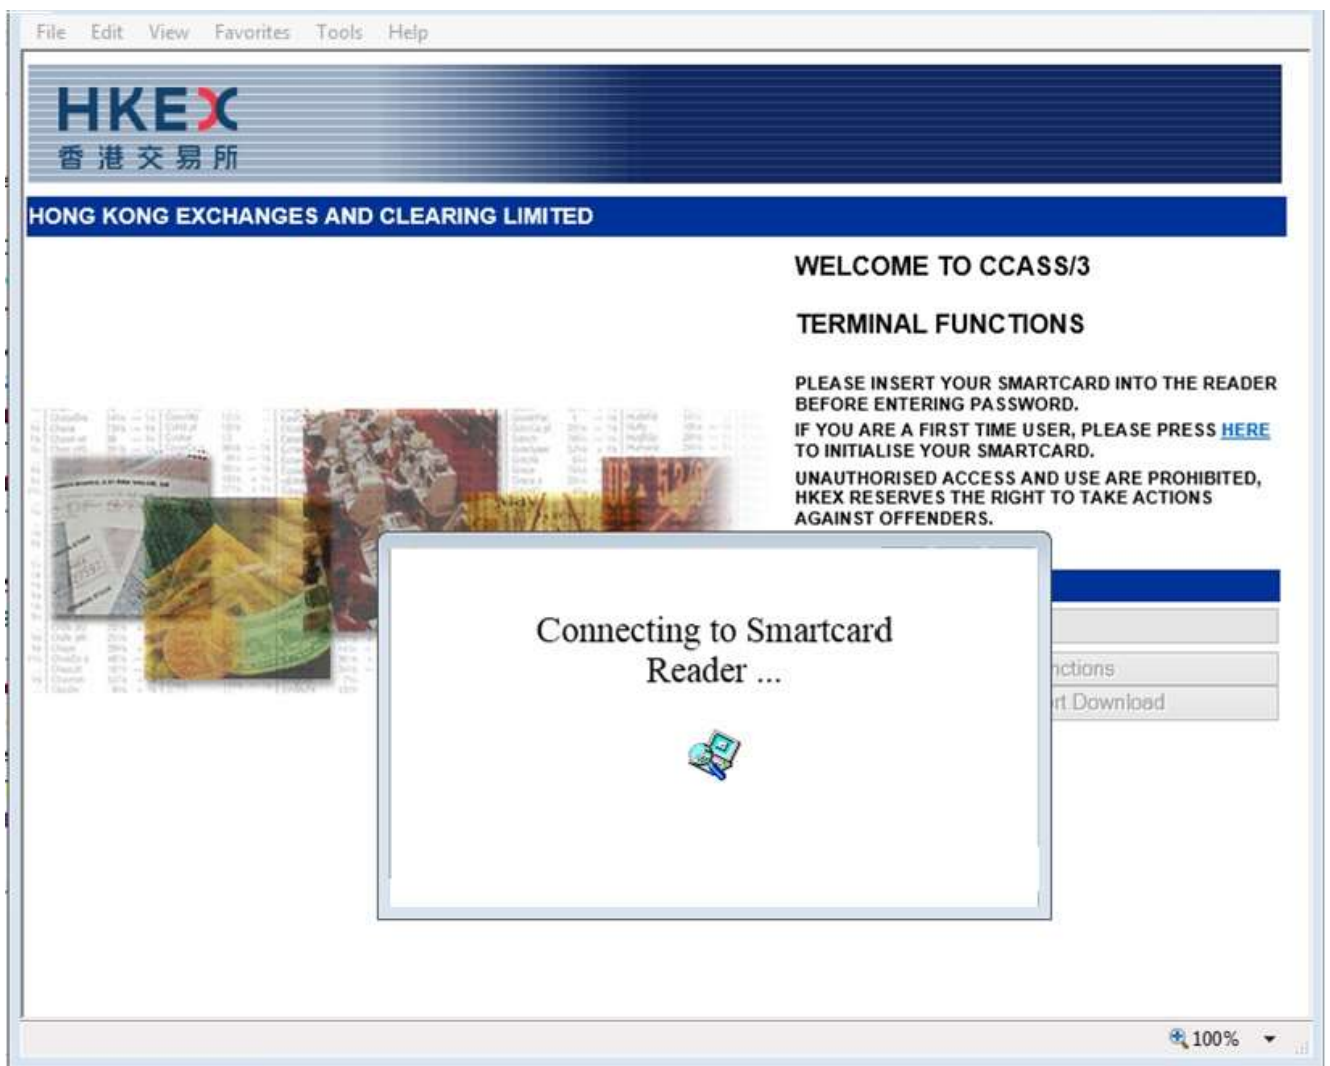 File Edit View Favorites Tools Help
HKEX
香港交易所
HONG KONG EXCHANGES AND CLEARING LIMITED
WELCOME TO CCASS/3
TERMINAL FUNCTIONS
PLEASE INSERT YOUR SMARTCARD INTO THE READER
BEFORE ENTERING PASSWORD.
IF YOU ARE A FIRST TIME USER, PLEASE PRESS HERE
TO INITIALISE YOUR SMARTCARD.
UNAUTHORISED ACCESS AND USE ARE PROHIBITED,
HKEX RESERVES THE RIGHT TO TAKE ACTIONS
AGAINST OFFENDERS.
Connecting to Smartcard
Reader ...
nctions
rt Download
100%